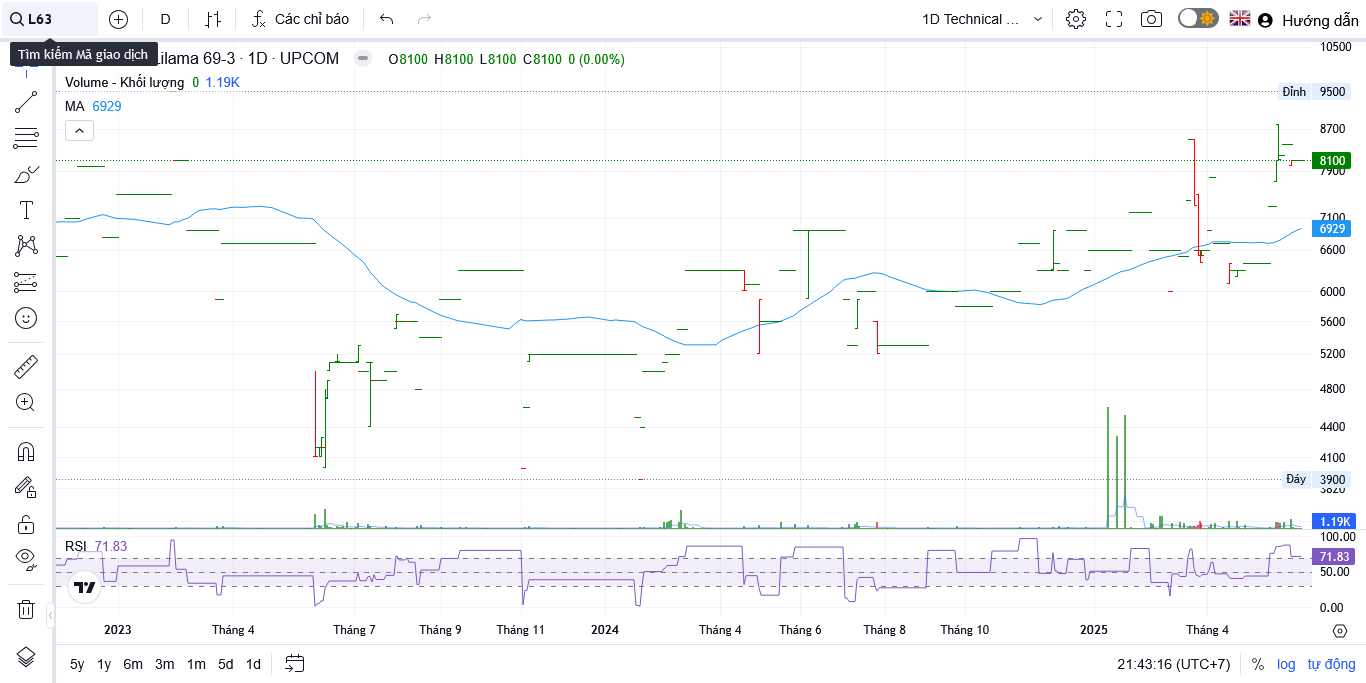 L63
D
Các chỉ báo
1D Technical ...
Hướng dẫn
Tìm kiếm Mã giao dịch
Lilama 69-3 · 1D · UPCOM
O8100 H8100 L8100 C8100 0 (0.00%)
Volume - Khối lượng 0 1.19K
MA 6929
10500
Đỉnh 9500
8700
8100
7900
7100
6929
6600
6000
5600
5200
4800
4400
4100
Đáy 3900
3820
1.19K
RSI 71.83
100.00
71.83
50.00
0.00
2023 Tháng 4 Tháng 7 Tháng 9 Tháng 11 2024 Tháng 4 Tháng 6 Tháng 8 Tháng 10 2025 Tháng 4
5y 1y 6m 3m 1m 5d 1d
21:43:16 (UTC+7) % log tự động